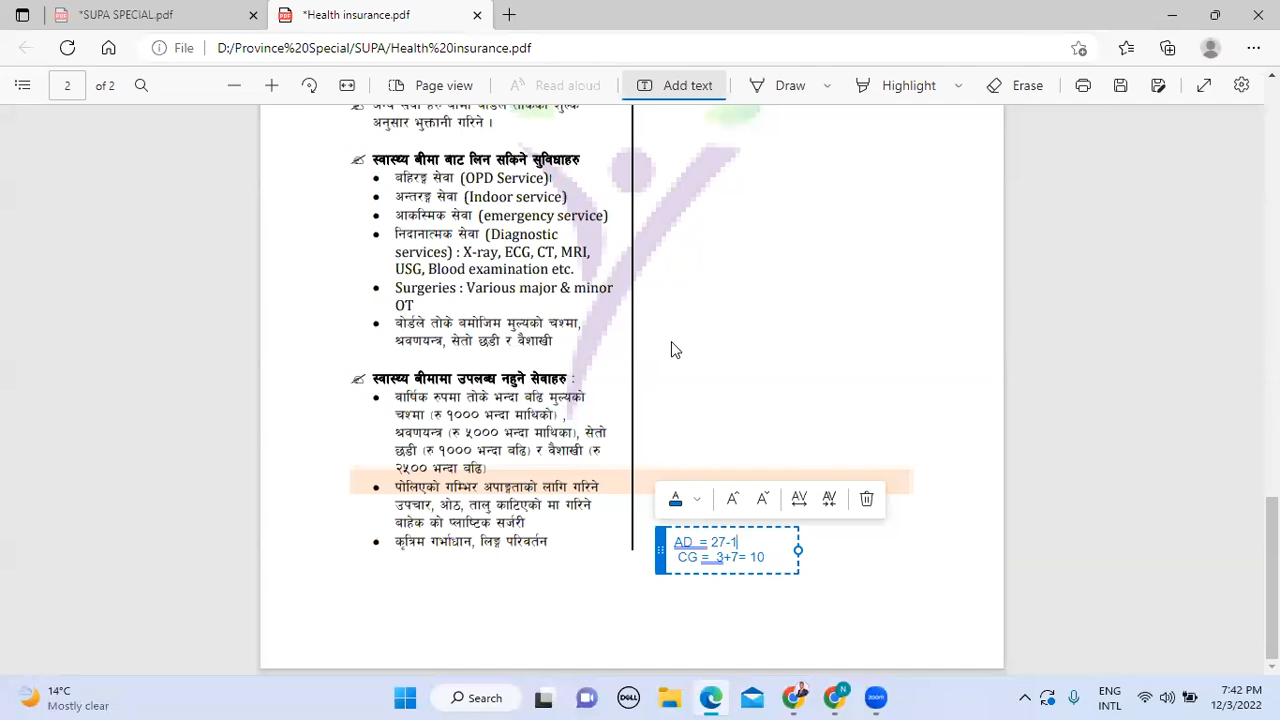 *SUPA SPECIAL.pdf
*Health insurance.pdf
File
D:/Province%20Special/SUPA/Health%20insurance.pdf
2 of 2
Page view
Read aloud
Add text
Draw
Highlight
Erase
अन्य सेवा हरु बीमा बोर्डले तोकेको शुल्क
अनुसार भुक्तानी गरिने ।
स्वास्थ्य बीमा बाट लिन सकिने सुविधाहरु
• बहिरङ्ग सेवा (OPD Service)।
• अन्तरङ्ग सेवा (Indoor service)
• आकस्मिक सेवा (emergency service)
• निदानात्मक सेवा (Diagnostic
services) : X-ray, ECG, CT, MRI,
USG, Blood examination etc.
• Surgeries : Various major & minor
OT
• बोर्डले तोके बमोजिम मुल्यको चश्मा,
श्रवणयन्त्र, सेतो छडी र वैशाखी
स्वास्थ्य बीमामा उपलब्ध नहुने सेवाहरु :
• वार्षिक रुपमा तोके भन्दा बढि मुल्यको
चश्मा (रु १००० भन्दा माथिको) ,
श्रवणयन्त्र (रु ५००० भन्दा माथिका), सेतो
छडी (रु १००० भन्दा बढि) र वैशाखी (रु
२५०० भन्दा बढि)
• पोलिएको गम्भिर अपाङ्गताको लागि गरिने
उपचार, ओठ, तालु काटिएको मा गरिने
बाहेक को प्लाष्टिक सर्जरी
• कृत्रिम गर्भाधान, लिङ्ग परिवर्तन
AD = 27-1
CG = 3+7= 10
14°C
Mostly clear
Search
DELL
zoom
N
ENG
INTL
7:42 PM
12/3/2022